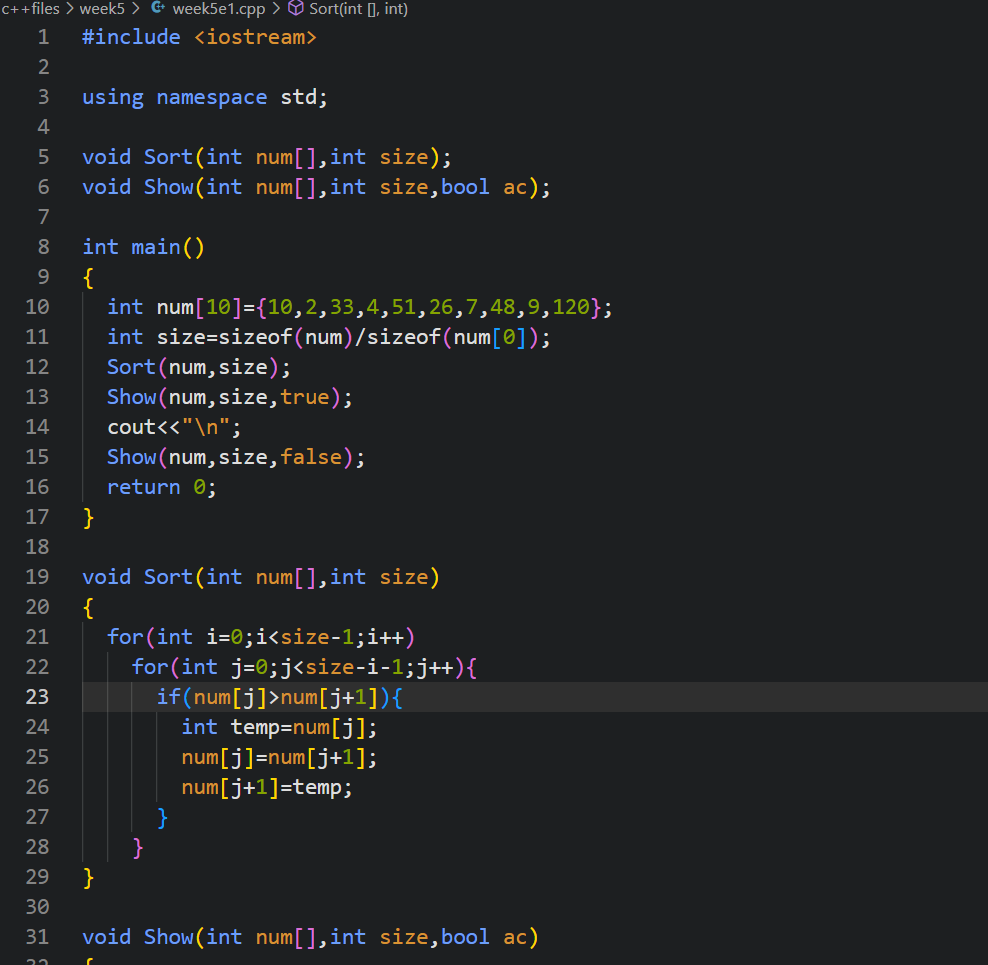 c++files > week5 > week5e1.cpp > Sort(int [], int)
1 #include <iostream>
2
3 using namespace std;
4
5 void Sort(int num[],int size);
6 void Show(int num[],int size,bool ac);
7
8 int main()
9 {
10   int num[10]={10,2,33,4,51,26,7,48,9,120};
11   int size=sizeof(num)/sizeof(num[0]);
12   Sort(num,size);
13   Show(num,size,true);
14   cout<<"\n";
15   Show(num,size,false);
16   return 0;
17 }
18
19 void Sort(int num[],int size)
20 {
21   for(int i=0;i<size-1;i++)
22     for(int j=0;j<size-i-1;j++){
23       if(num[j]>num[j+1]){
24         int temp=num[j];
25         num[j]=num[j+1];
26         num[j+1]=temp;
27       }
28     }
29 }
30
31 void Show(int num[],int size,bool ac)
32 {